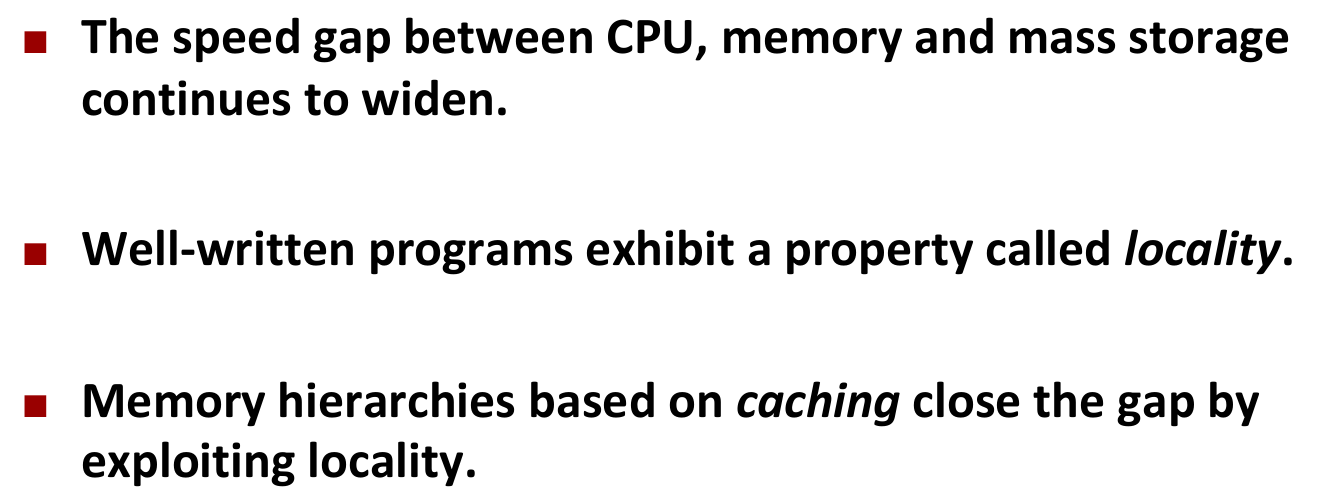 ■ The speed gap between CPU, memory and mass storage
continues to widen.
■ Well-written programs exhibit a property called locality.
■ Memory hierarchies based on caching close the gap by
exploiting locality.